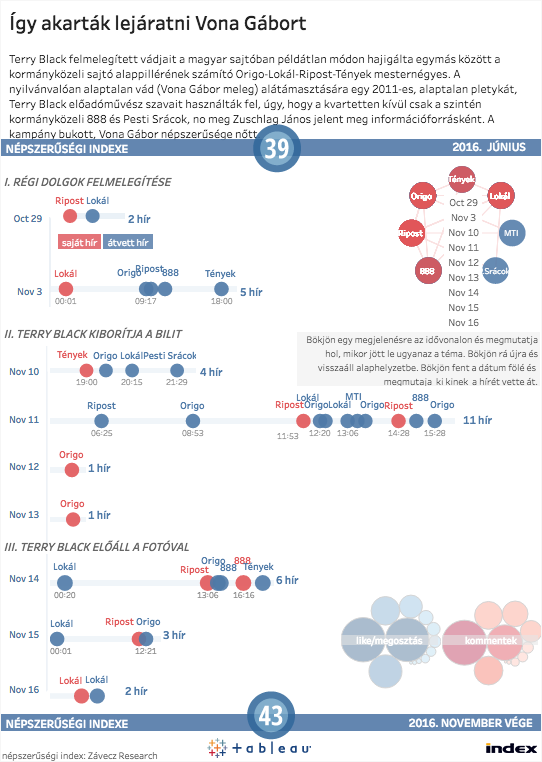 Így akarták lejáratni Vona Gábort
Terry Black felmelegített vádjait a magyar sajtóban példátlan módon hajigálta egymás között a
kormányközeli sajtó alappillérének számító Origo-Lokál-Ripost-Tények mesternégyes. A
nyilvánvalóan alaptalan vád (Vona Gábor meleg) alátámasztására egy 2011-es, alaptalan pletykát,
Terry Black előadóművész szavait használták fel, úgy, hogy a kvartetten kívül csak a szintén
kormányközeli 888 és Pesti Srácok, no meg Zuschlag János jelent meg információforrásként. A
kampány bukott, Vona Gábor népszerűsége nőtt.
NÉPSZERŰSÉGI INDEXE 39 2016. JÚNIUS
I. RÉGI DOLGOK FELMELEGÍTÉSE
Oct 29 Ripost Lokál 2 hír
saját hír átvett hír
Nov 3 Lokál Origo Ripost 888 Tények 5 hír
00:01 09:17 18:00
Tények
Origo Lokál
Ripost MTI
888 Srácok
Oct 29
Nov 3
Nov 10
Nov 11
Nov 12
Nov 13
Nov 14
Nov 15
Nov 16
Bökjön egy megjelenésre az idővonalon és megmutatja
hol, mikor jött le ugyanaz a téma. Bökjön rá újra és
visszaáll alaphelyzetbe. Bökjön fent a dátum fölé és
megmutatja ki kinek a hírét vette át.
II. TERRY BLACK KIBORÍTJA A BILIT
Nov 10 Tények Origo Lokál Pesti Srácok 4 hír
19:00 20:15 21:29
Nov 11 Ripost Origo Ripost Lokál Origo Lokál MTI Origo Ripost 888 Origo 11 hír
06:25 08:53 11:53 12:20 13:06 14:28 15:28
Nov 12 Origo 1 hír
Nov 13 Origo 1 hír
III. TERRY BLACK ELŐÁLL A FOTÓVAL
Nov 14 Lokál Ripost Origo 888 888 Tények 6 hír
00:20 13:06 16:16
Nov 15 Lokál Ripost Origo 3 hír
00:01 12:21
Nov 16 Lokál Lokál 2 hír
like/megosztás kommentek
NÉPSZERŰSÉGI INDEXE 43 2016. NOVEMBER VÉGE
népszerűségi index: Závecz Research
tableau
index